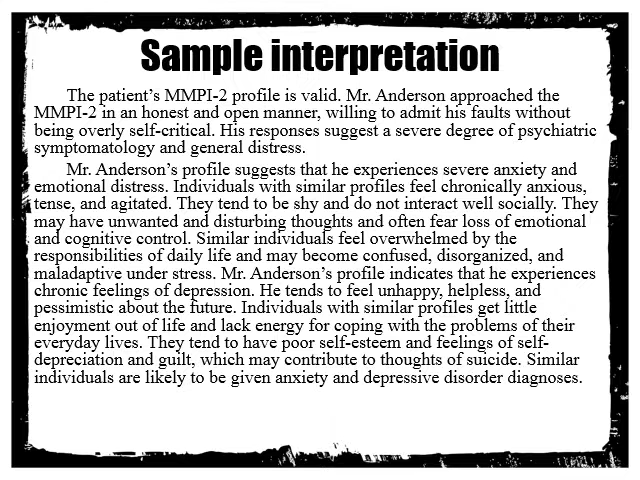 Sample interpretation
The patient’s MMPI-2 profile is valid. Mr. Anderson approached the
MMPI-2 in an honest and open manner, willing to admit his faults without
being overly self-critical. His responses suggest a severe degree of psychiatric
symptomatology and general distress.
Mr. Anderson’s profile suggests that he experiences severe anxiety and
emotional distress. Individuals with similar profiles feel chronically anxious,
tense, and agitated. They tend to be shy and do not interact well socially. They
may have unwanted and disturbing thoughts and often fear loss of emotional
and cognitive control. Similar individuals feel overwhelmed by the
responsibilities of daily life and may become confused, disorganized, and
maladaptive under stress. Mr. Anderson’s profile indicates that he experiences
chronic feelings of depression. He tends to feel unhappy, helpless, and
pessimistic about the future. Individuals with similar profiles get little
enjoyment out of life and lack energy for coping with the problems of their
everyday lives. They tend to have poor self-esteem and feelings of self-
depreciation and guilt, which may contribute to thoughts of suicide. Similar
individuals are likely to be given anxiety and depressive disorder diagnoses.